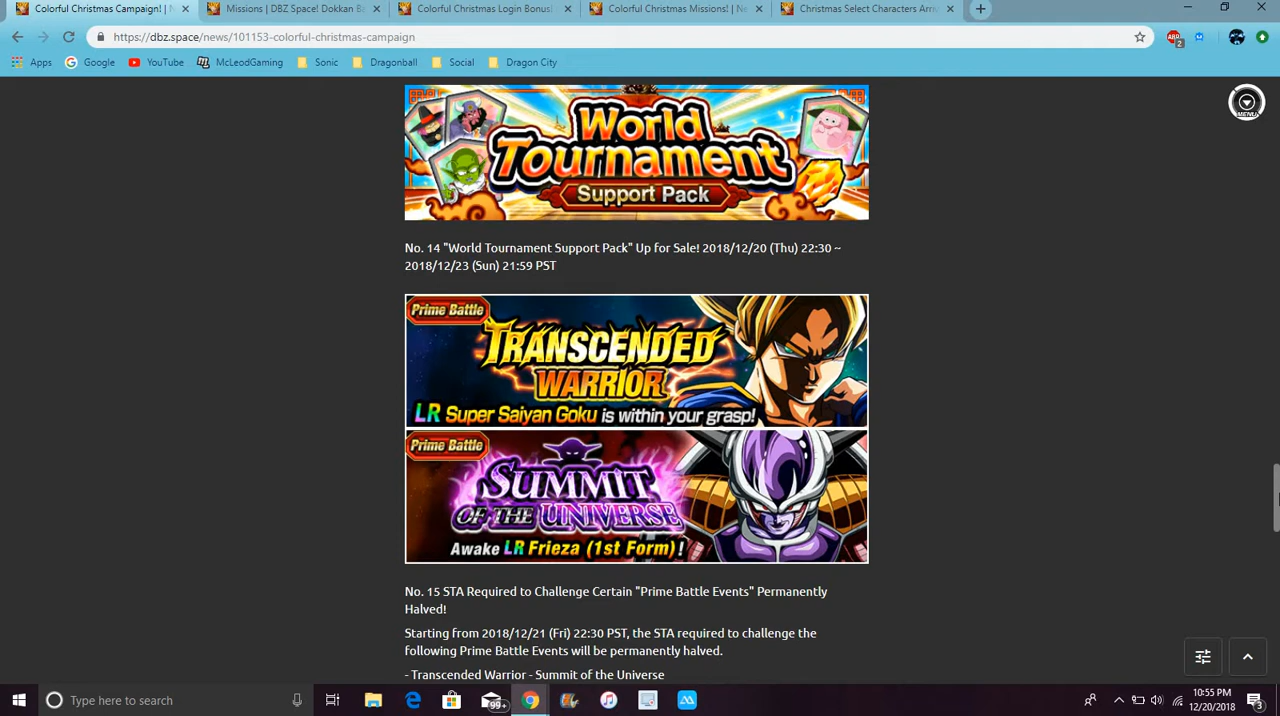 Colorful Christmas Campaign! | N
Missions | DBZ Space! Dokkan B
Colorful Christmas Login Bonus!
Colorful Christmas Missions! | Ne
Christmas Select Characters Arriv
https://dbz.space/news/101153-colorful-christmas-campaign
ABP
2
Apps
Google
YouTube
McLeodGaming
Sonic
Dragonball
Social
Dragon City
MENU
World
Tournament
Support Pack
No. 14 "World Tournament Support Pack" Up for Sale! 2018/12/20 (Thu) 22:30 ~
2018/12/23 (Sun) 21:59 PST
Prime Battle
TRANSCENDED
WARRIOR
LR Super Saiyan Goku is within your grasp!
Prime Battle
SUMMIT
OF THE UNIVERSE
Awake LR Frieza (1st Form)!
No. 15 STA Required to Challenge Certain "Prime Battle Events" Permanently
Halved!
Starting from 2018/12/21 (Fri) 22:30 PST, the STA required to challenge the
following Prime Battle Events will be permanently halved.
- Transcended Warrior - Summit of the Universe
Type here to search
99+
10:55 PM
12/20/2018
3